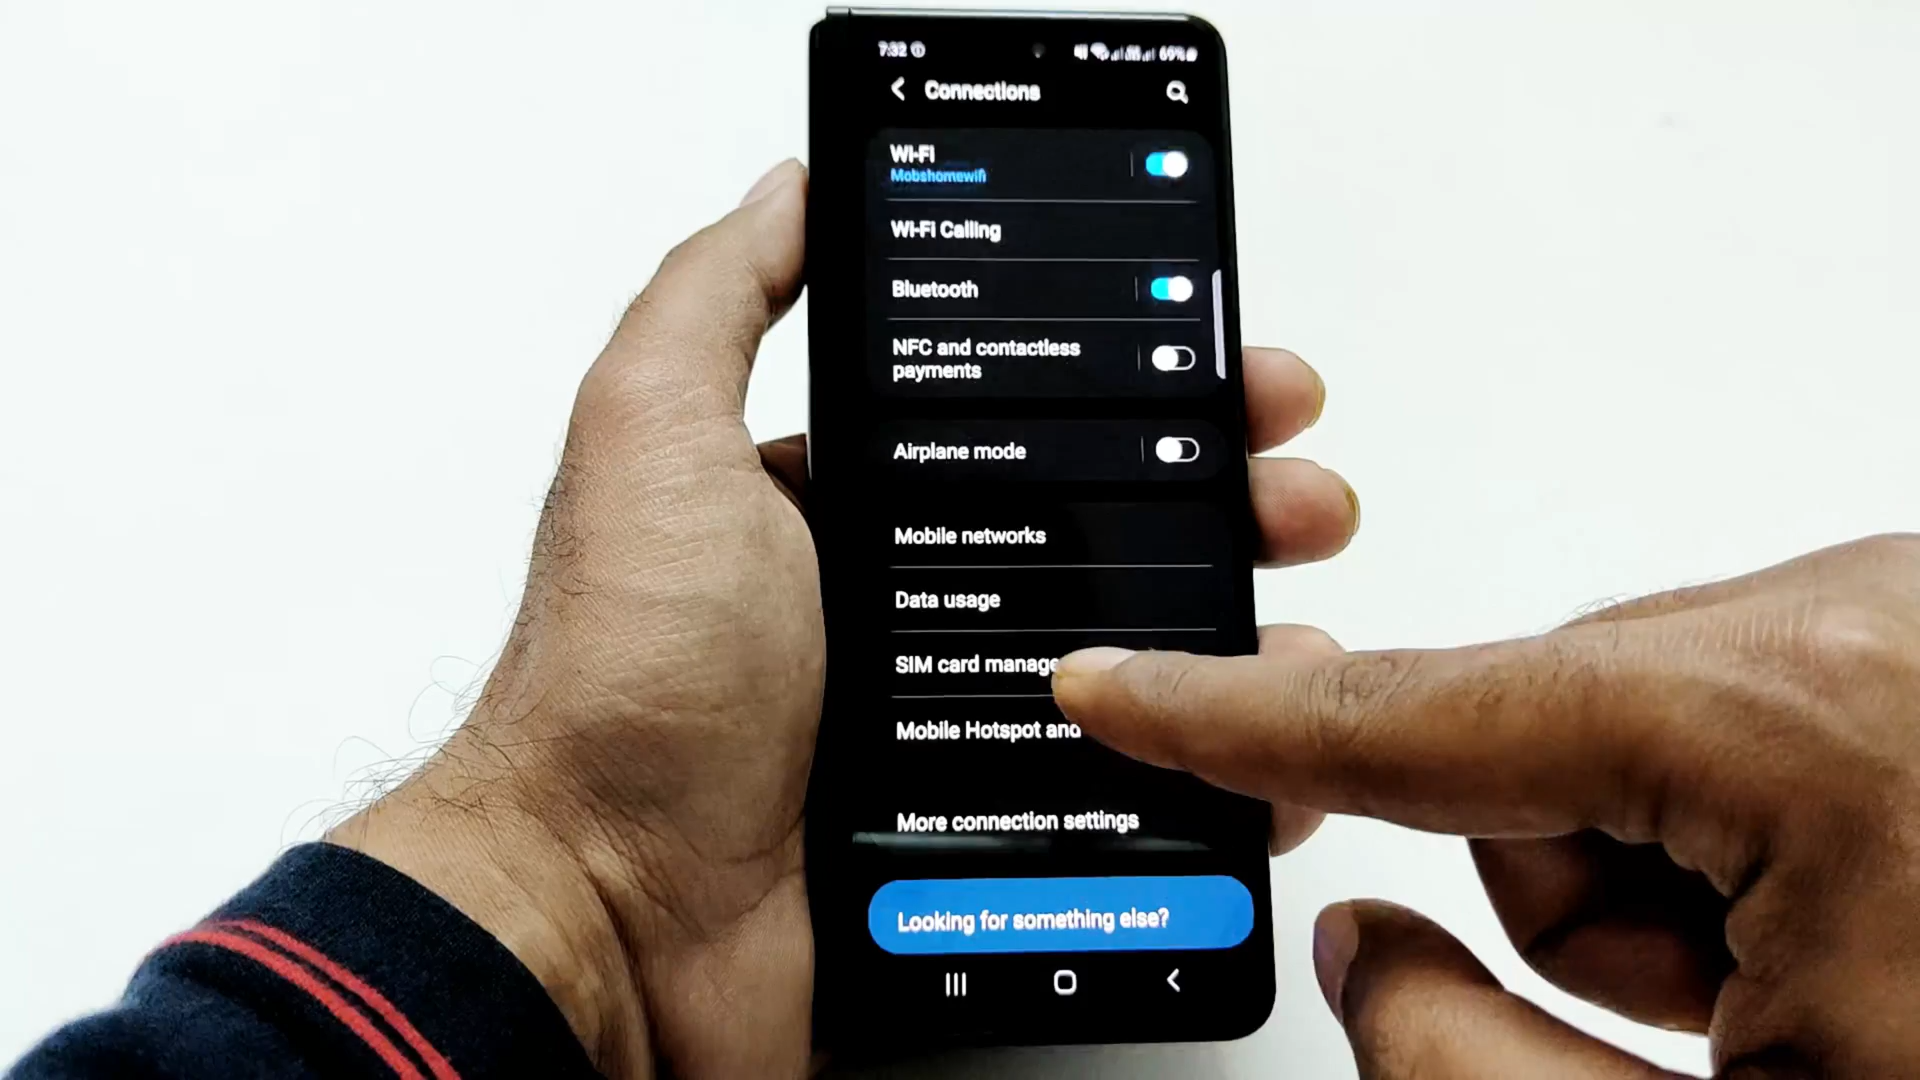 7:32
69%
Connections
Wi-Fi
Mobshomewifi
Wi-Fi Calling
Bluetooth
NFC and contactless
payments
Airplane mode
Mobile networks
Data usage
SIM card manage
Mobile Hotspot and
More connection settings
Looking for something else?